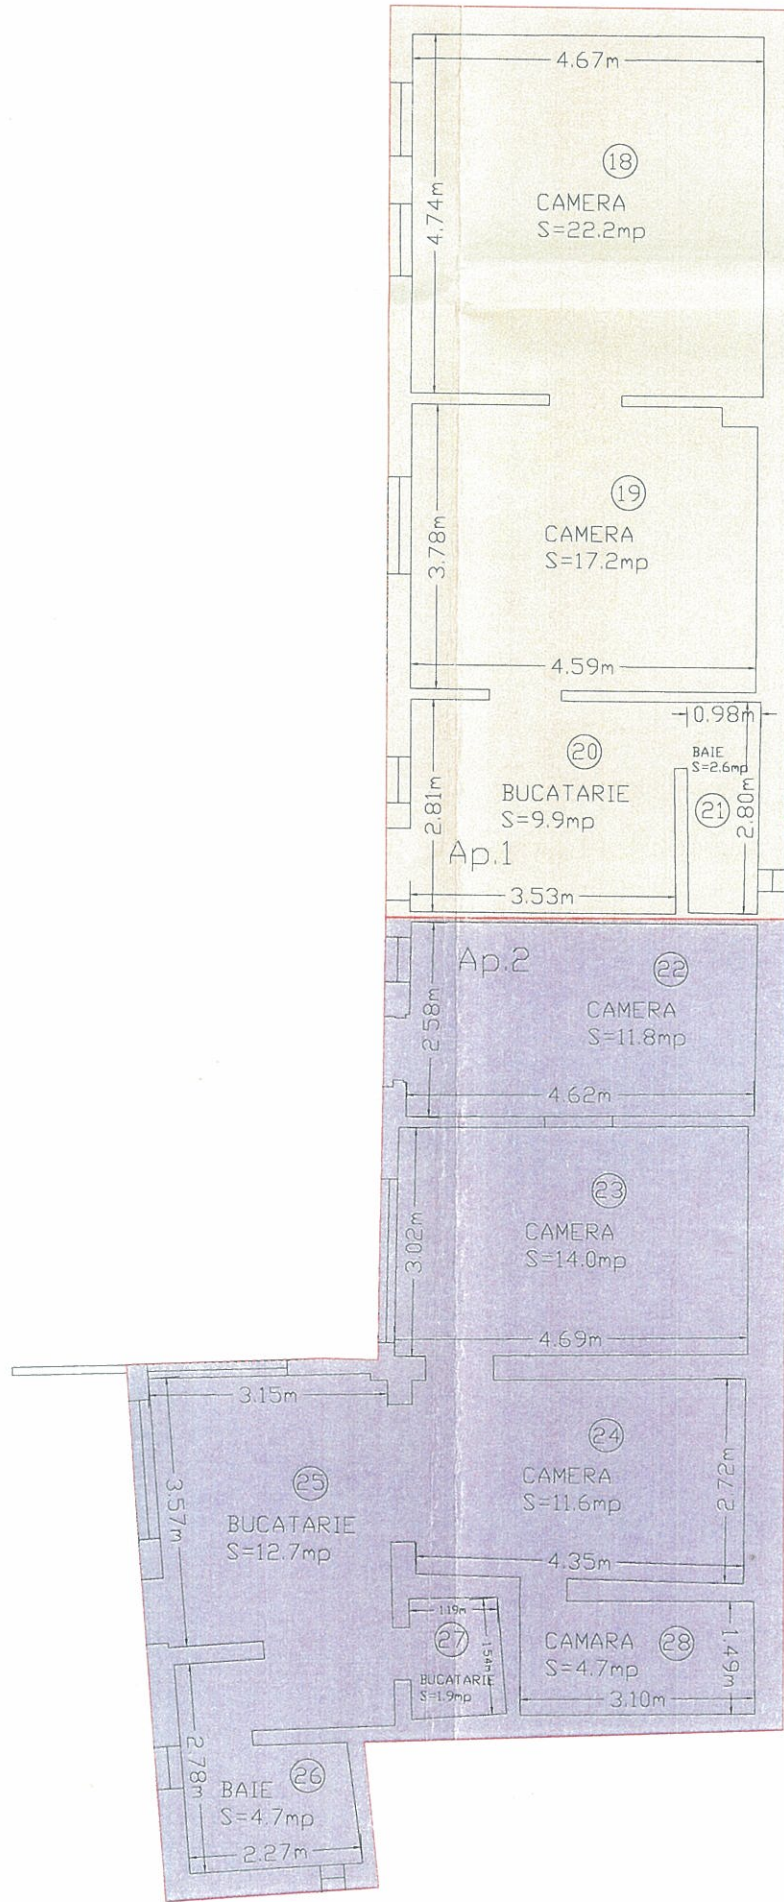 4.67m
18
CAMERA
S=22.2mp
4.74m
19
CAMERA
S=17.2mp
3.78m
4.59m
0.98m
20
BUCATARIE
S=9.9mp
BAIE
S=2.6mp
21
2.81m
2.80m
Ap.1
3.53m
Ap.2
22
CAMERA
S=11.8mp
2.58m
4.62m
23
CAMERA
S=14.0mp
3.02m
4.69m
3.15m
24
CAMERA
S=11.6mp
2.72m
25
BUCATARIE
S=12.7mp
3.57m
4.35m
1.19m
27
1.54m
BUCATARIE
S=1.9mp
CAMARA
28
S=4.7mp
1.49m
3.10m
2.78m
26
BAIE
S=4.7mp
2.27m